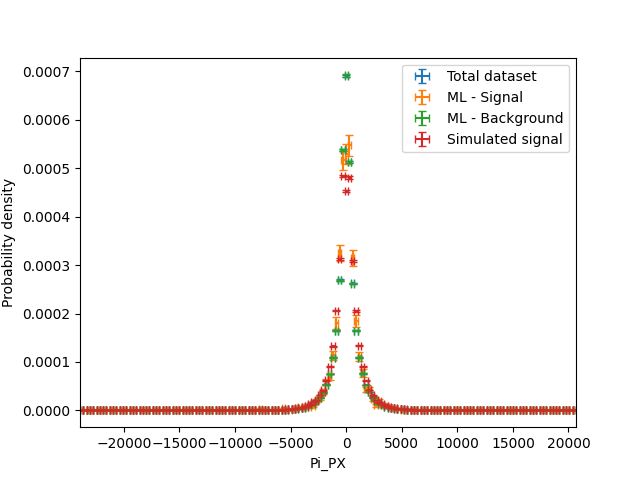 Probability density
0.0007
0.0006
0.0005
0.0004
0.0003
0.0002
0.0001
0.0000
Total dataset
ML - Signal
ML - Background
Simulated signal
−20000 −15000 −10000 −5000 0 5000 10000 15000 20000
Pi_PX